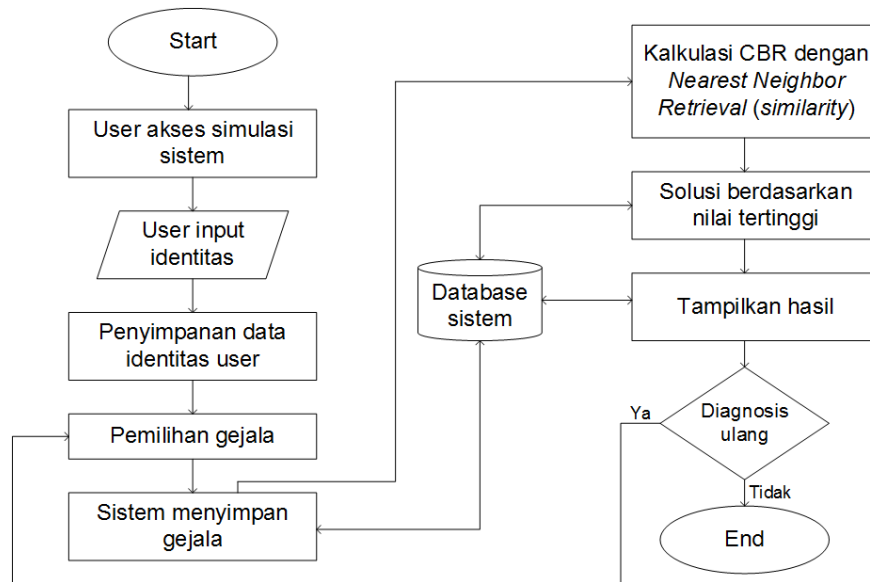 Start
User akses simulasi
sistem
User input
identitas
Penyimpanan data
identitas user
Pemilihan gejala
Sistem menyimpan
gejala
Kalkulasi CBR dengan
Nearest Neighbor
Retrieval (similarity)
Solusi berdasarkan
nilai tertinggi
Database
sistem
Tampilkan hasil
Ya
Diagnosis
ulang
Tidak
End